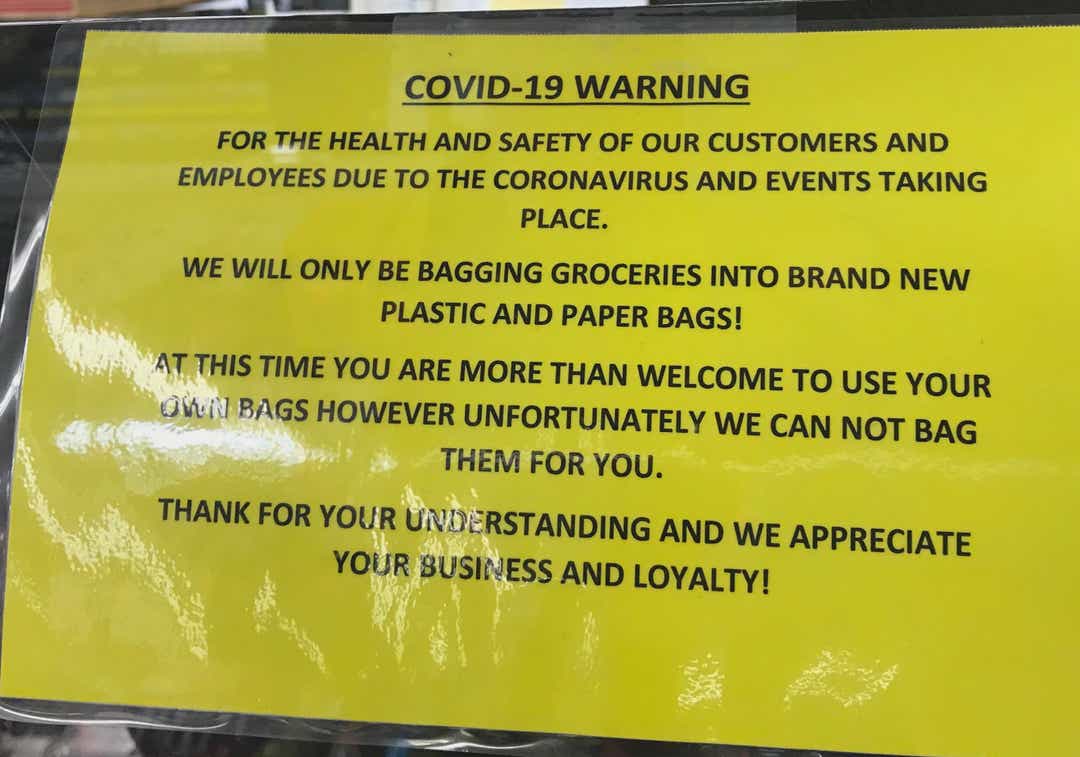 COVID-19 WARNING
FOR THE HEALTH AND SAFETY OF OUR CUSTOMERS AND
EMPLOYEES DUE TO THE CORONAVIRUS AND EVENTS TAKING
PLACE.
WE WILL ONLY BE BAGGING GROCERIES INTO BRAND NEW
PLASTIC AND PAPER BAGS!
AT THIS TIME YOU ARE MORE THAN WELCOME TO USE YOUR
OWN BAGS HOWEVER UNFORTUNATELY WE CAN NOT BAG
THEM FOR YOU.
THANK FOR YOUR UNDERSTANDING AND WE APPRECIATE
YOUR BUSINESS AND LOYALTY!